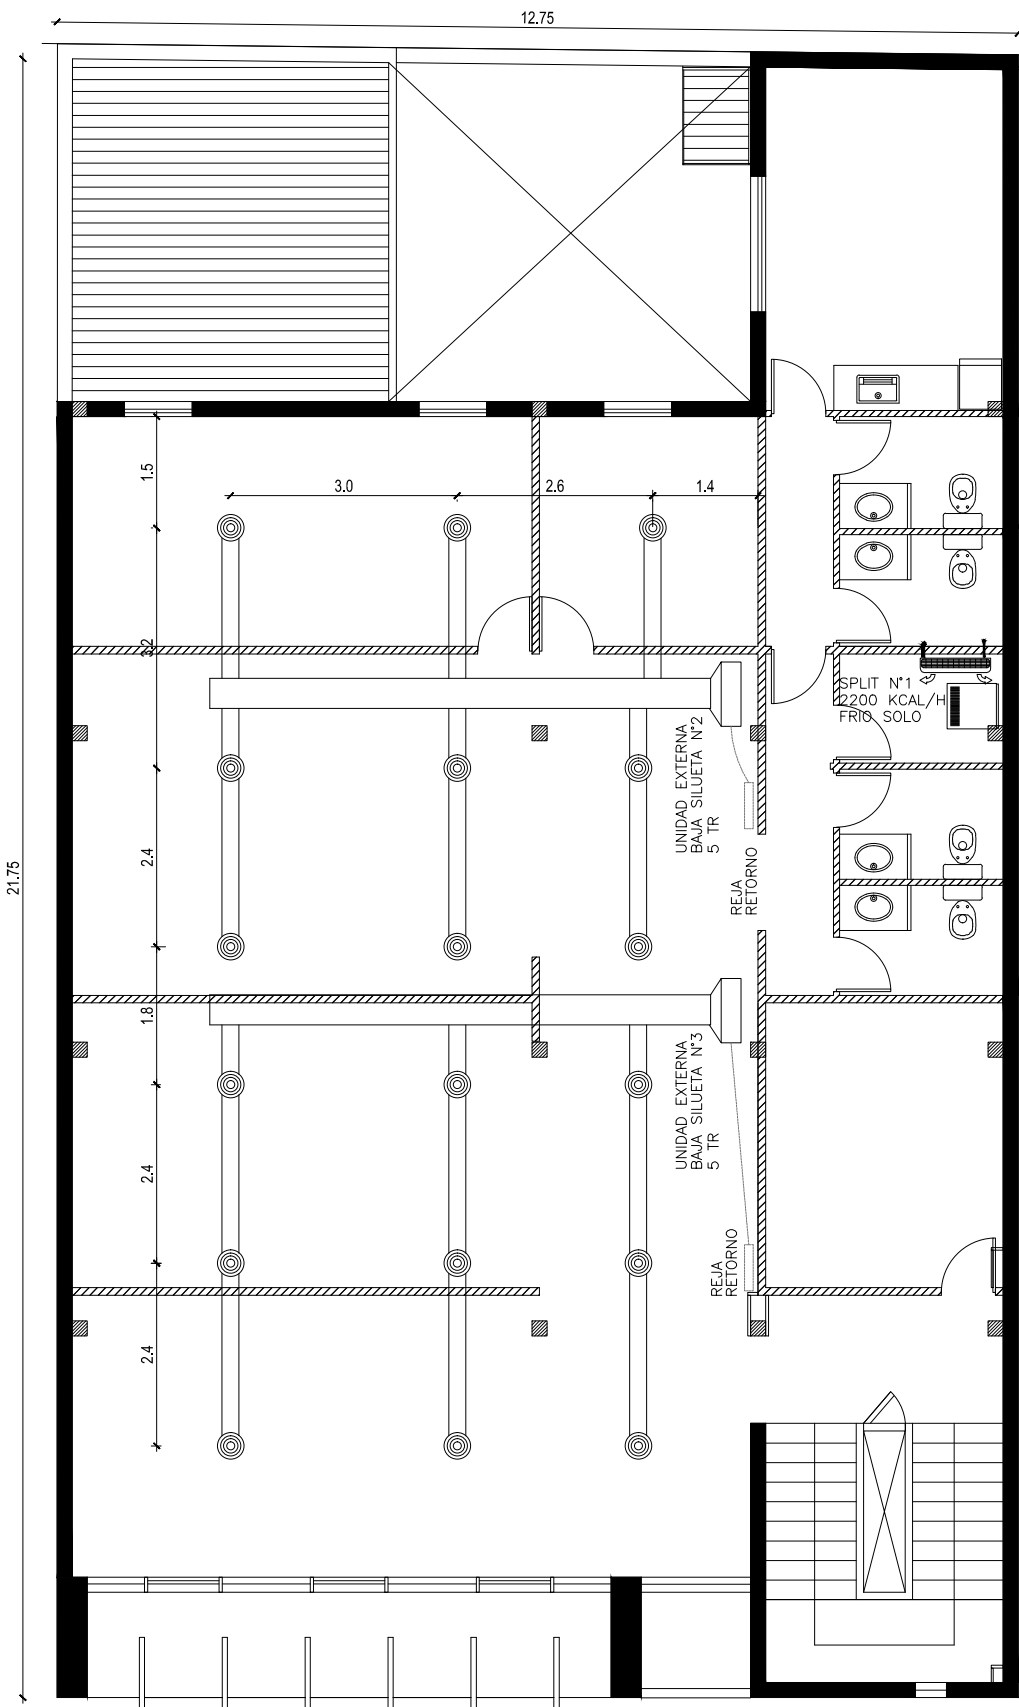 12.75
21.75
1.5
3.0
2.6
1.4
3.2
SPLIT N°1
2200 KCAL/H
FRIO SOLO
UNIDAD EXTERNA
BAJA SILUETA N°2
5 TR
2.4
REJA
RETORNO
1.8
UNIDAD EXTERNA
BAJA SILUETA N°3
5 TR
2.4
REJA
RETORNO
2.4